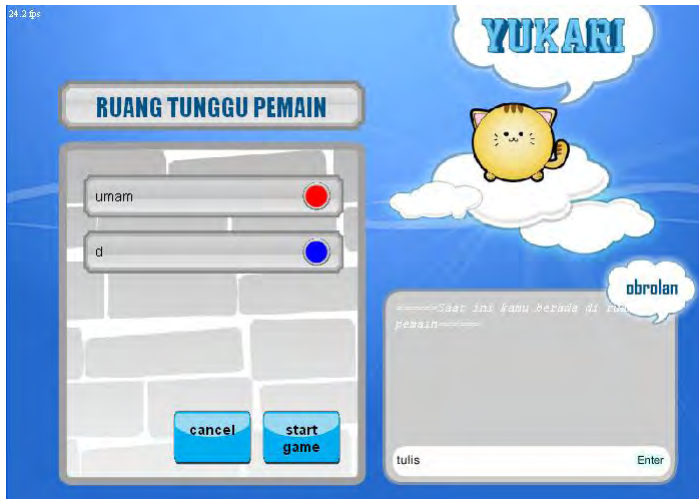 24.2 fps
YUKARI
RUANG TUNGGU PEMAIN
umam
d
cancel
start
game
obrolan
======Saat ini kamu berada di
pemain======
tulis
Enter